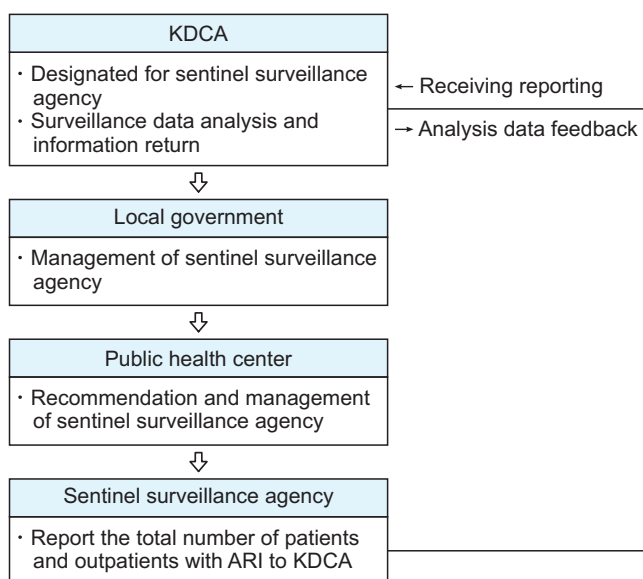 KDCA
· Designated for sentinel surveillance
agency
· Surveillance data analysis and
information return
← Receiving reporting
→ Analysis data feedback
Local government
· Management of sentinel surveillance
agency
Public health center
· Recommendation and management
of sentinel surveillance agency
Sentinel surveillance agency
· Report the total number of patients
and outpatients with ARI to KDCA